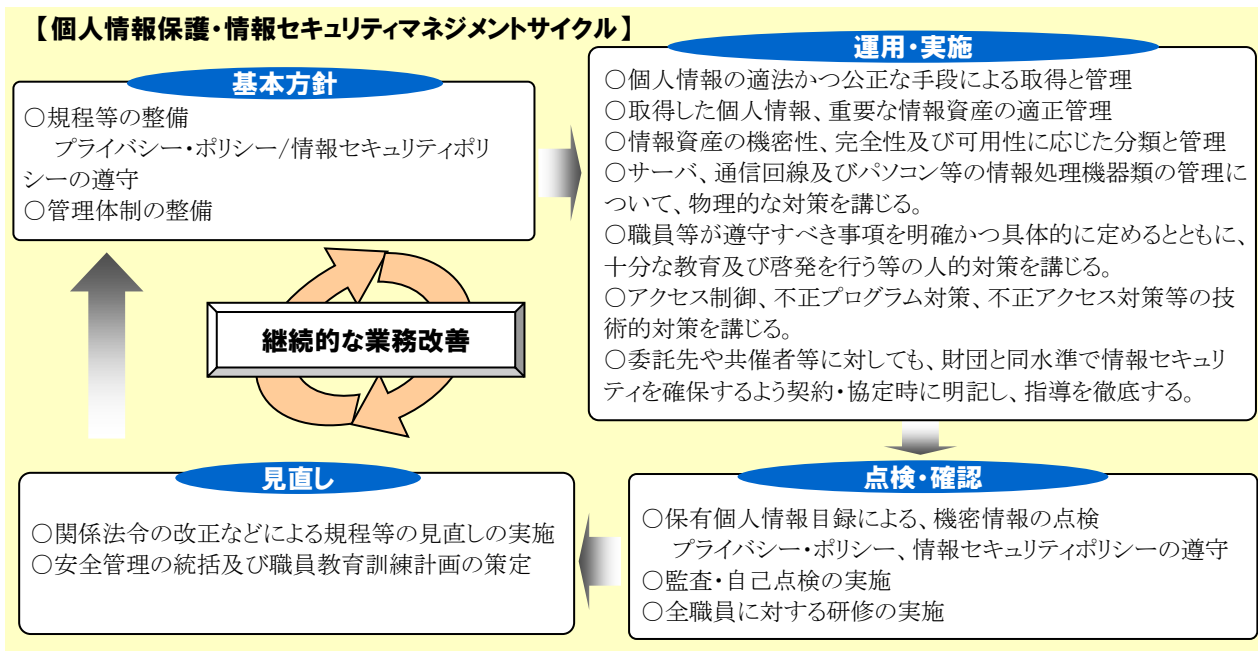 【個人情報保護・情報セキュリティマネジメントサイクル】
基本方針
○規程等の整備
プライバシー・ポリシー/情報セキュリティポリ
シーの遵守
○管理体制の整備
運用・実施
○個人情報の適法かつ公正な手段による取得と管理
○取得した個人情報、重要な情報資産の適正管理
○情報資産の機密性、完全性及び可用性に応じた分類と管理
○サーバ、通信回線及びパソコン等の情報処理機器類の管理に
ついて、物理的な対策を講じる。
○職員等が遵守すべき事項を明確かつ具体的に定めるとともに、
十分な教育及び啓発を行う等の人的対策を講じる。
○アクセス制御、不正プログラム対策、不正アクセス対策等の技
術的対策を講じる。
○委託先や共催者等に対しても、財団と同水準で情報セキュリ
ティを確保するよう契約・協定時に明記し、指導を徹底する。
継続的な業務改善
点検・確認
○保有個人情報目録による、機密情報の点検
プライバシー・ポリシー、情報セキュリティポリシーの遵守
○監査・自己点検の実施
○全職員に対する研修の実施
見直し
○関係法令の改正などによる規程等の見直しの実施
○安全管理の統括及び職員教育訓練計画の策定